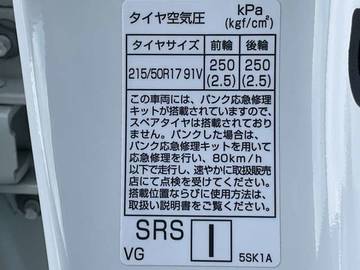 タイヤ空気圧 kPa
(kgf/cm²)
タイヤサイズ 前輪 後輪
215/50R17 91V 250 250
(2.5) (2.5)
この車両には、パンク応急修理
キットが搭載されていますので、
スペアタイヤは搭載されてお
りません。パンクした場合は、
パンク応急修理キットを用いて
応急修理を行い、80km/h
以下で走行し、速やかに取扱販売
店にて点検を受けてください。
搭載位置ならびに使用方法は、
取扱い説明書をご覧ください。
SRS I
VG 5SK1A